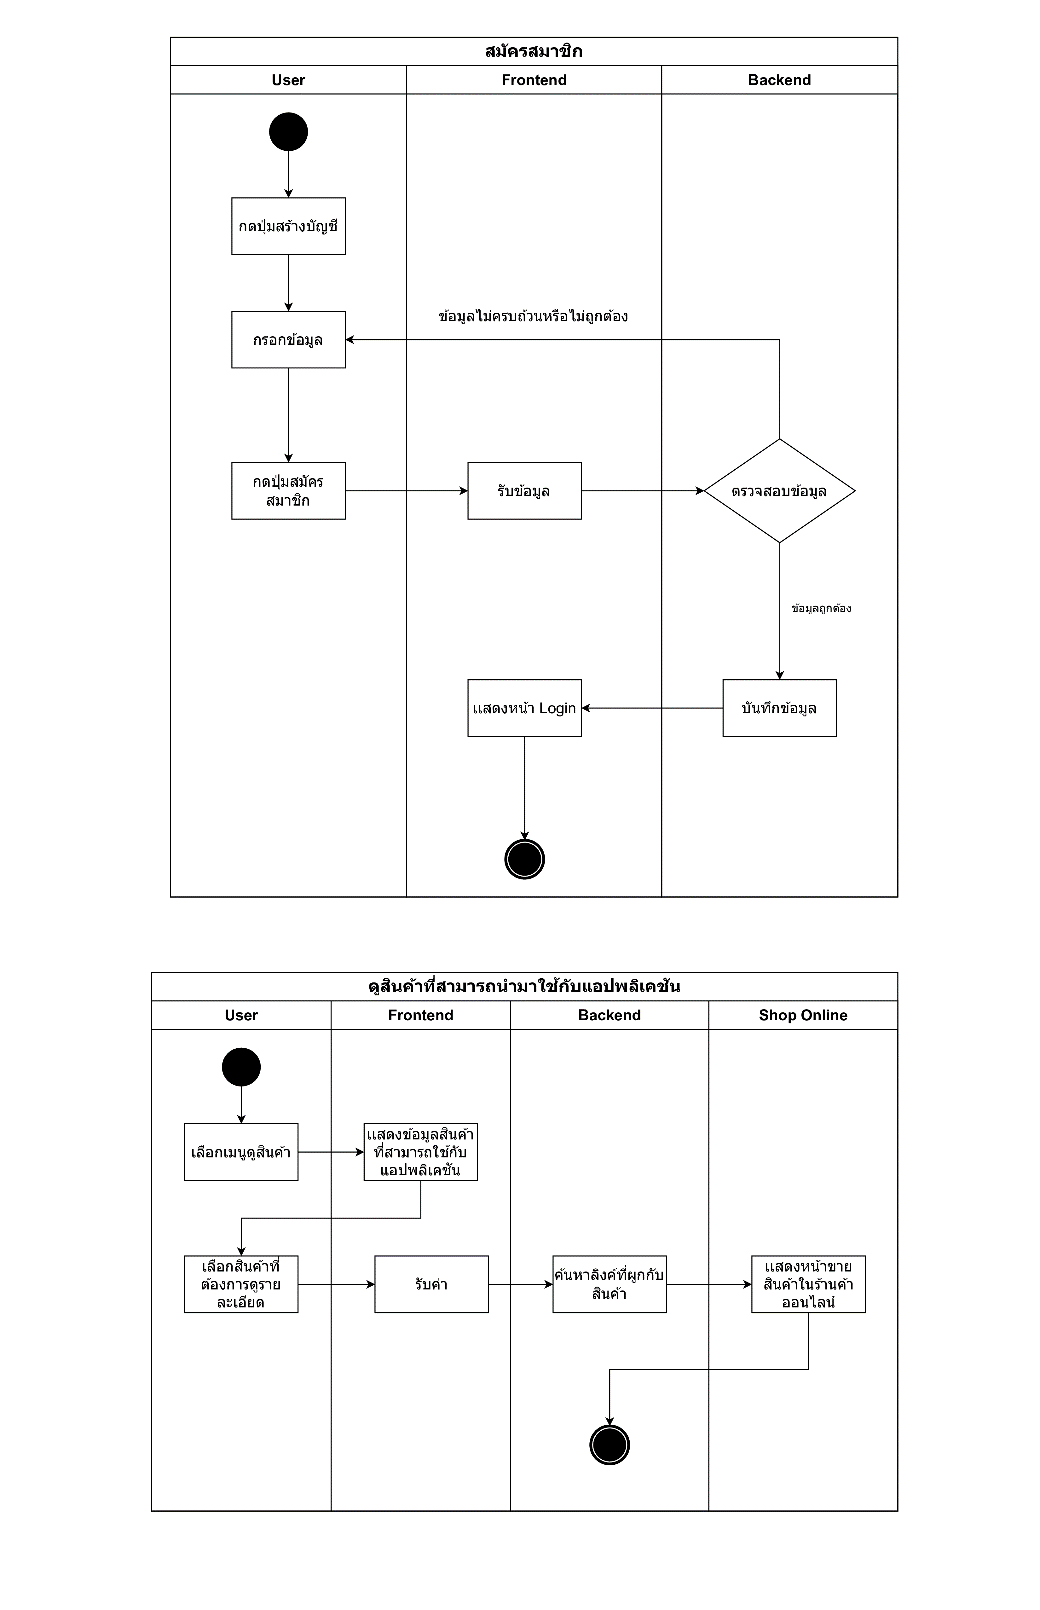 สมัครสมาชิก
User
Frontend
Backend
กดปุ่มสร้างบัญชี
ข้อมูลไม่ครบถ้วนหรือไม่ถูกต้อง
กรอกข้อมูล
กดปุ่มสมัคร
สมาชิก
รับข้อมูล
ตรวจสอบข้อมูล
ข้อมูลถูกต้อง
แสดงหน้า Login
บันทึกข้อมูล
ดูสินค้าที่สามารถนำมาใช้กับแอปพลิเคชัน
User
Frontend
Backend
Shop Online
เลือกเมนูดูสินค้า
แสดงข้อมูลสินค้า
ที่สามารถใช้กับ
แอปพลิเคชัน
เลือกสินค้าที่
ต้องการดูราย
ละเอียด
รับค่า
ค้นหาลิงค์ที่ผูกกับ
สินค้า
แสดงหน้าขาย
สินค้าในร้านค้า
ออนไลน์